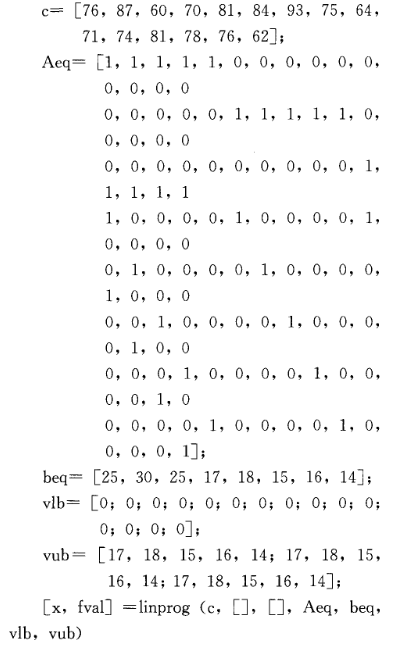 c= [76, 87, 60, 70, 81, 84, 93, 75, 64,
71, 74, 81, 78, 76, 62];
Aeq= [1, 1, 1, 1, 1, 0, 0, 0, 0, 0, 0,
0, 0, 0, 0
0, 0, 0, 0, 0, 1, 1, 1, 1, 1, 0,
0, 0, 0, 0
0, 0, 0, 0, 0, 0, 0, 0, 0, 0, 1,
1, 1, 1, 1
1, 0, 0, 0, 0, 1, 0, 0, 0, 0, 1,
0, 0, 0, 0
0, 1, 0, 0, 0, 0, 1, 0, 0, 0, 0,
1, 0, 0, 0
0, 0, 1, 0, 0, 0, 0, 1, 0, 0, 0,
0, 1, 0, 0
0, 0, 0, 1, 0, 0, 0, 0, 1, 0, 0,
0, 0, 1, 0
0, 0, 0, 0, 1, 0, 0, 0, 0, 1, 0,
0, 0, 0, 1];
beq= [25, 30, 25, 17, 18, 15, 16, 14];
vlb= [0; 0; 0; 0; 0; 0; 0; 0; 0; 0; 0;
0; 0; 0; 0];
vub= [17, 18, 15, 16, 14; 17, 18, 15,
16, 14; 17, 18, 15, 16, 14];
[x, fval] =linprog (c, [], [], Aeq, beq,
vlb, vub)